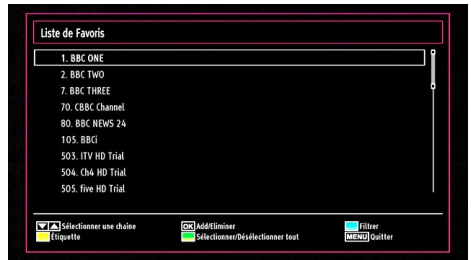 Liste de Favoris
1. BBC ONE
2. BBC TWO
7. BBC THREE
70. CBBC Channel
80. BBC NEWS 24
105. BBCi
503. ITV HD Trial
504. Ch4 HD Trial
505. five HD Trial
Sélectionner une chaine OK Add/Eliminer Filtrer
Étiquette Sélectionner/Désélectionner tout MENU Quitter